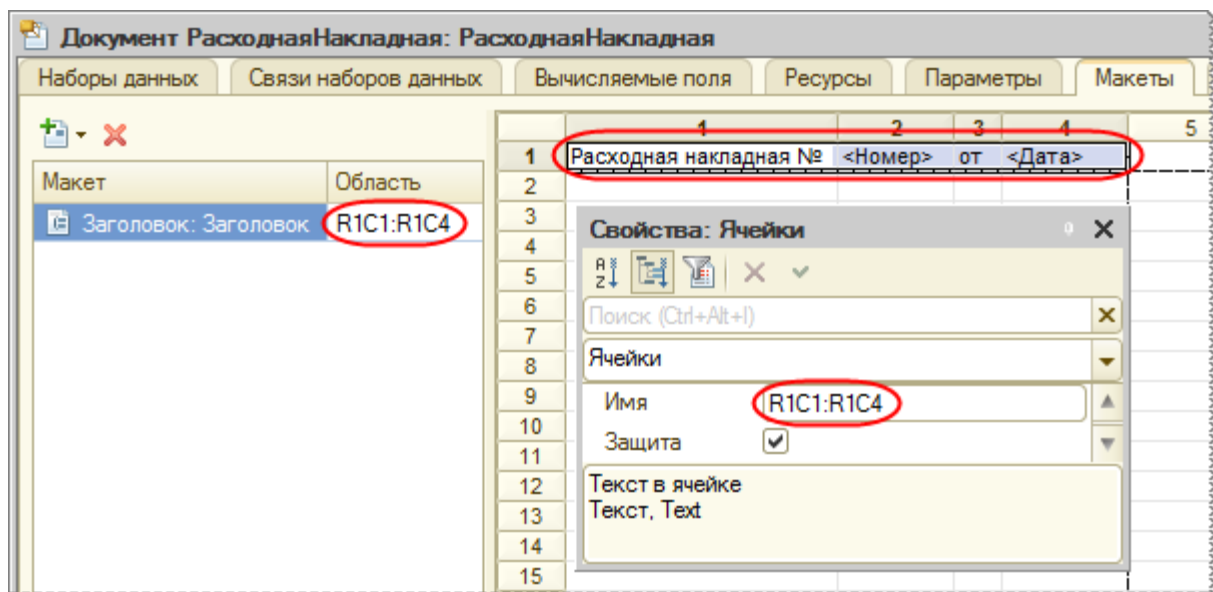 Документ РасходнаяНакладная: РасходнаяНакладная
Наборы данных Связи наборов данных Вычисляемые поля Ресурсы Параметры Макеты
Макет Область
Заголовок: Заголовок R1C1:R1C4
1 2 3 4 5
1 Расходная накладная № <Номер> от <Дата>
2
3
4
5
6
7
8
9
10
11
12
13
14
15
Свойства: Ячейки
Поиск (Ctrl+Alt+I)
Ячейки
Имя R1C1:R1C4
Защита
Текст в ячейке
Текст, Text